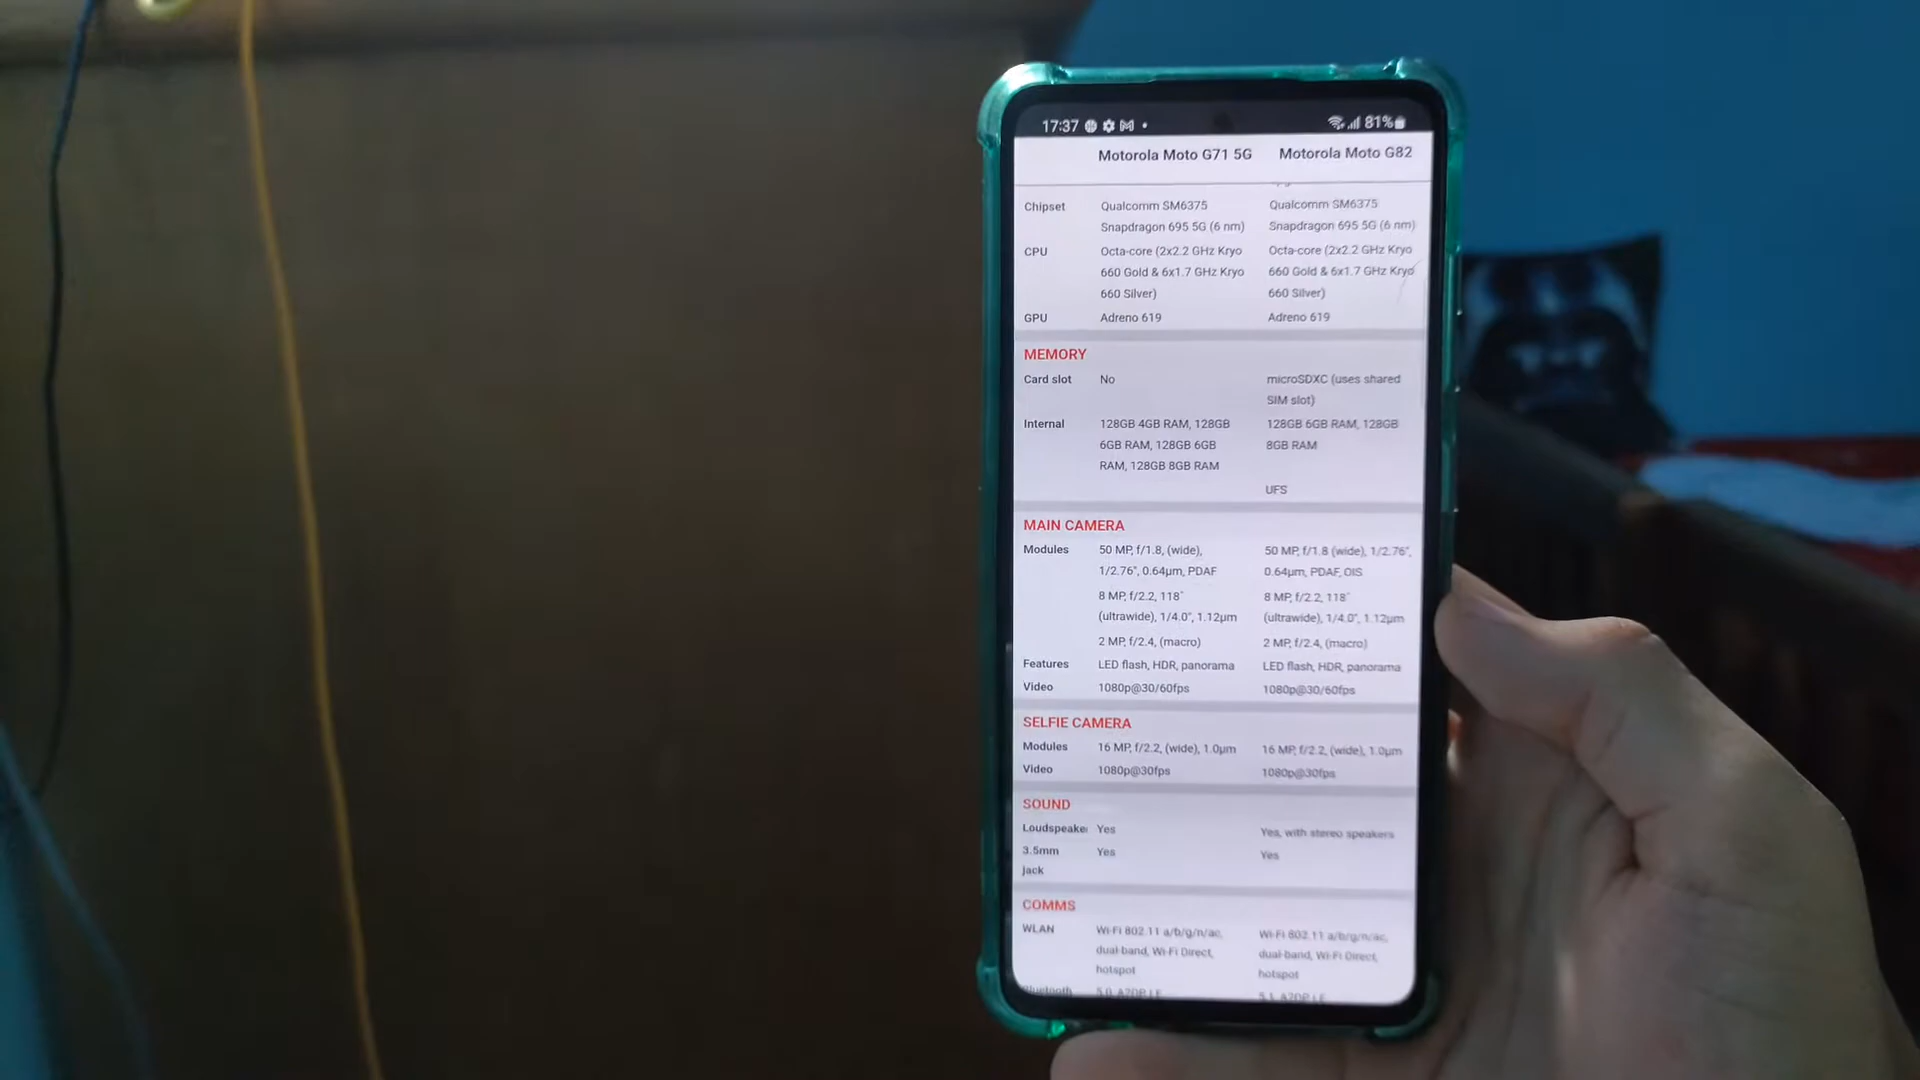 17:37 81%
Motorola Moto G71 5G Motorola Moto G82
Chipset Qualcomm SM6375 Qualcomm SM6375
Snapdragon 695 5G (6 nm) Snapdragon 695 5G (6 nm)
CPU Octa-core (2x2.2 GHz Kryo Octa-core (2x2.2 GHz Kryo
660 Gold & 6x1.7 GHz Kryo 660 Gold & 6x1.7 GHz Kryo
660 Silver) 660 Silver)
GPU Adreno 619 Adreno 619
MEMORY
Card slot No microSDXC (uses shared
SIM slot)
Internal 128GB 4GB RAM, 128GB 128GB 6GB RAM, 128GB
6GB RAM, 128GB 6GB 8GB RAM
RAM, 128GB 8GB RAM
UFS
MAIN CAMERA
Modules 50 MP, f/1.8, (wide), 50 MP, f/1.8 (wide), 1/2.76",
1/2.76", 0.64µm, PDAF 0.64µm, PDAF, OIS
8 MP, f/2.2, 118˚ 8 MP, f/2.2, 118˚
(ultrawide), 1/4.0", 1.12µm (ultrawide), 1/4.0", 1.12µm
2 MP, f/2.4, (macro) 2 MP, f/2.4, (macro)
Features LED flash, HDR, panorama LED flash, HDR, panorama
Video 1080p@30/60fps 1080p@30/60fps
SELFIE CAMERA
Modules 16 MP, f/2.2, (wide), 1.0µm 16 MP, f/2.2, (wide), 1.0µm
Video 1080p@30fps 1080p@30fps
SOUND
Loudspeake Yes Yes, with stereo speakers
3.5mm Yes Yes
jack
COMMS
WLAN Wi-Fi 802.11 a/b/g/n/ac, Wi-Fi 802.11 a/b/g/n/ac,
dual-band, Wi-Fi Direct, dual-band, Wi-Fi Direct,
hotspot hotspot
Bluetooth 5.0, A2DP, LE 5.1, A2DP, LE